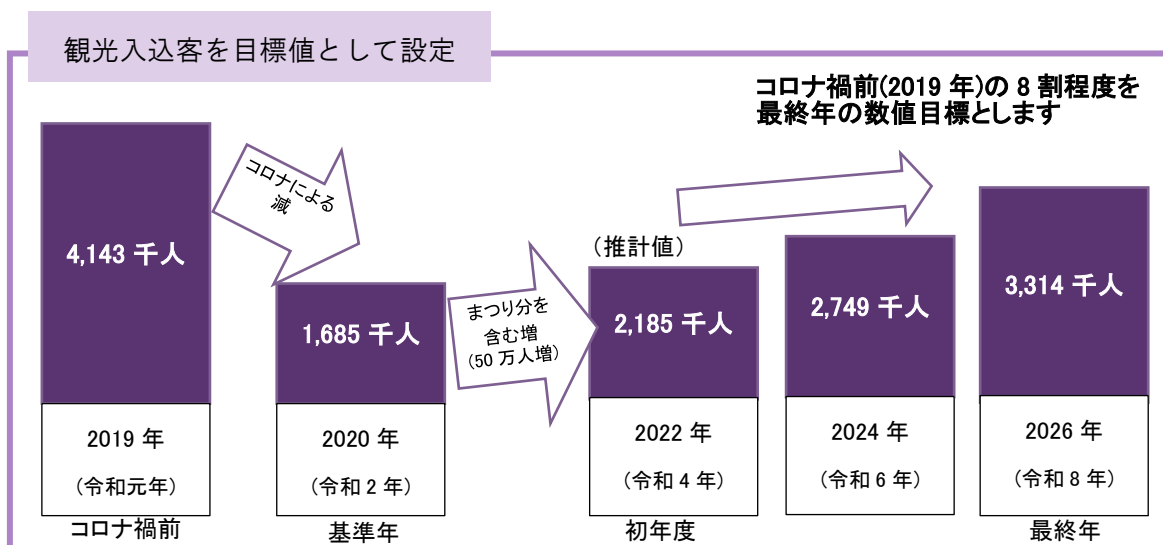 観光入込客を目標値として設定
コロナ禍前(2019 年)の 8 割程度を
最終年の数値目標とします
コロナによる
減
4,143 千人
1,685 千人
まつり分を
含む増
(50 万人増)
（推計値）
2,185 千人
2,749 千人
3,314 千人
2019 年
（令和元年）
コロナ禍前
2020 年
（令和 2 年）
基準年
2022 年
（令和 4 年）
初年度
2024 年
（令和 6 年）
2026 年
（令和 8 年）
最終年